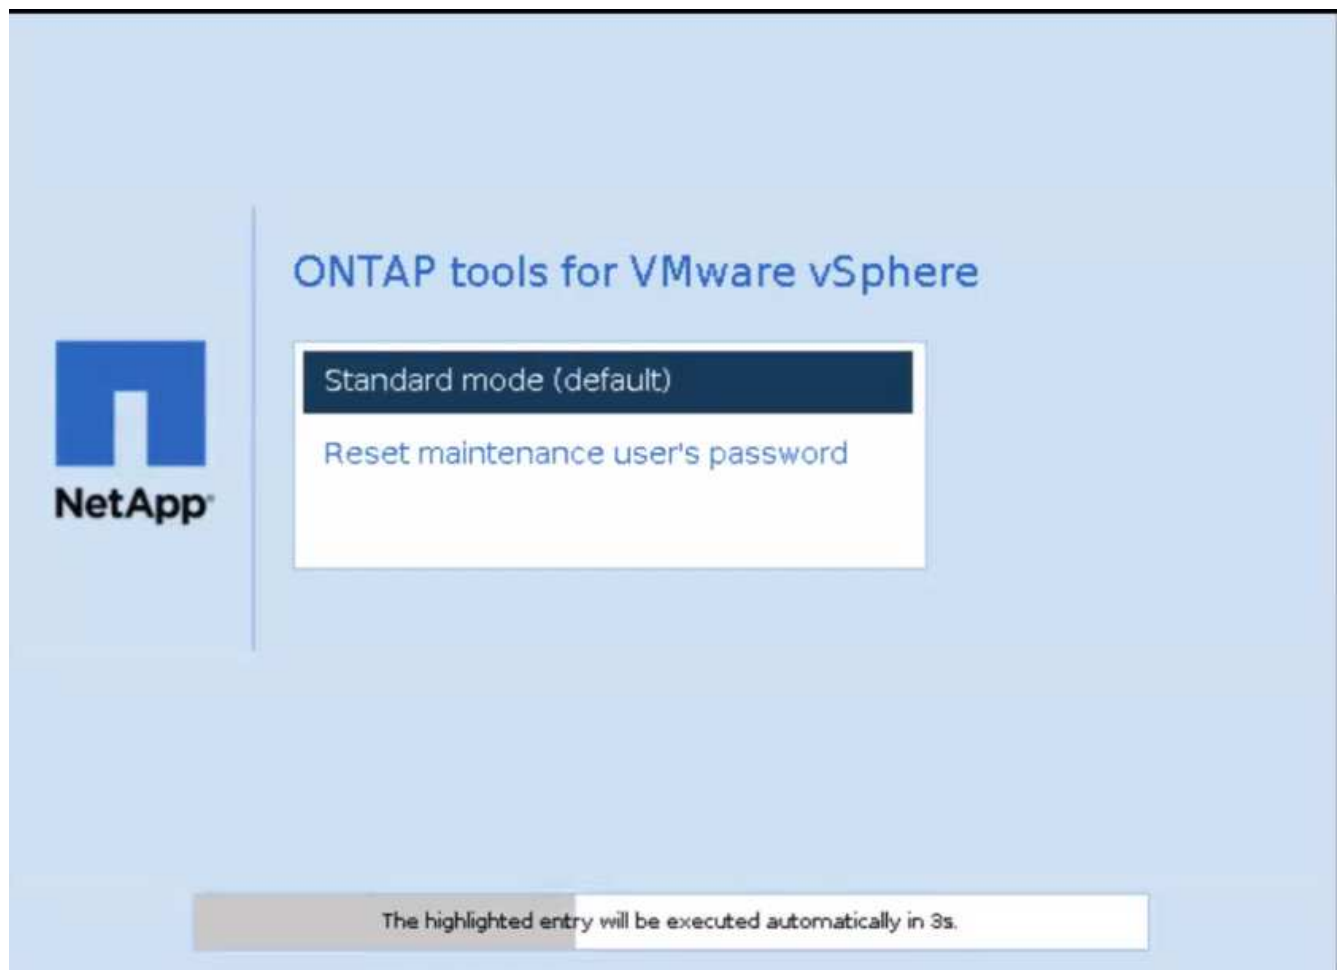 ONTAP tools for VMware vSphere
Standard mode (default)
Reset maintenance user's password
NetApp
The highlighted entry will be executed automatically in 3s.